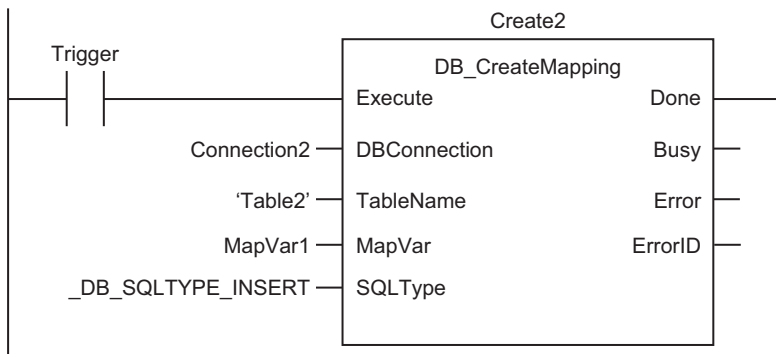 Create2
Trigger
DB_CreateMapping
Execute Done
Connection2 DBConnection Busy
‘Table2’ TableName Error
MapVar1 MapVar ErrorID
_DB_SQLTYPE_INSERT SQLType